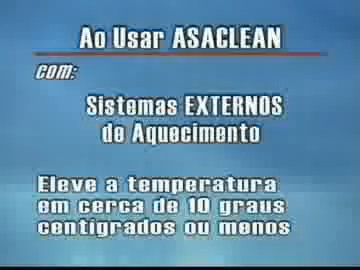 Ao Usar ASACLEAN
com:
Sistemas EXTERNOS
de Aquecimento
Eleve a temperatura
em cerca de 10 graus
centigrados ou menos